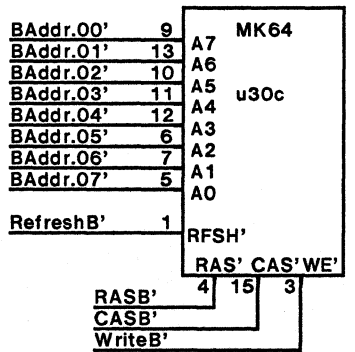 BAddr.00' 9 A7 MK64
BAddr.01' 13 A6
BAddr.02' 10 A5 u30c
BAddr.03' 11 A4
BAddr.04' 12 A3
BAddr.05' 6 A2
BAddr.06' 7 A1
BAddr.07' 5 A0
RefreshB' 1 RFSH'
RAS' CAS' WE'
4 15 3
RASB'
CASB'
WriteB'